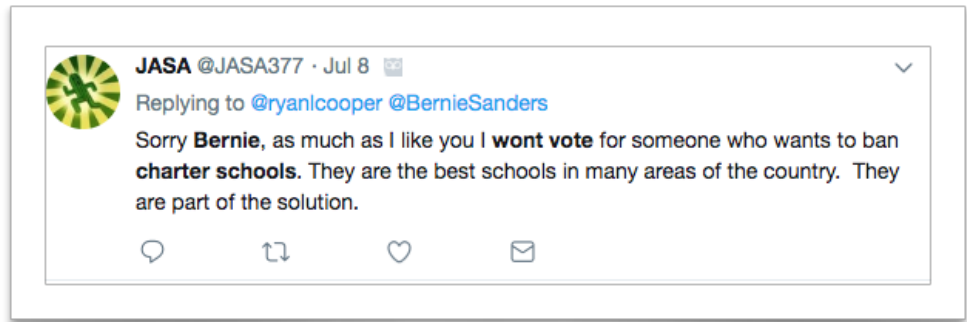 JASA @JASA377 · Jul 8
Replying to @ryanlcooper @BernieSanders
Sorry Bernie, as much as I like you I wont vote for someone who wants to ban
charter schools. They are the best schools in many areas of the country. They
are part of the solution.